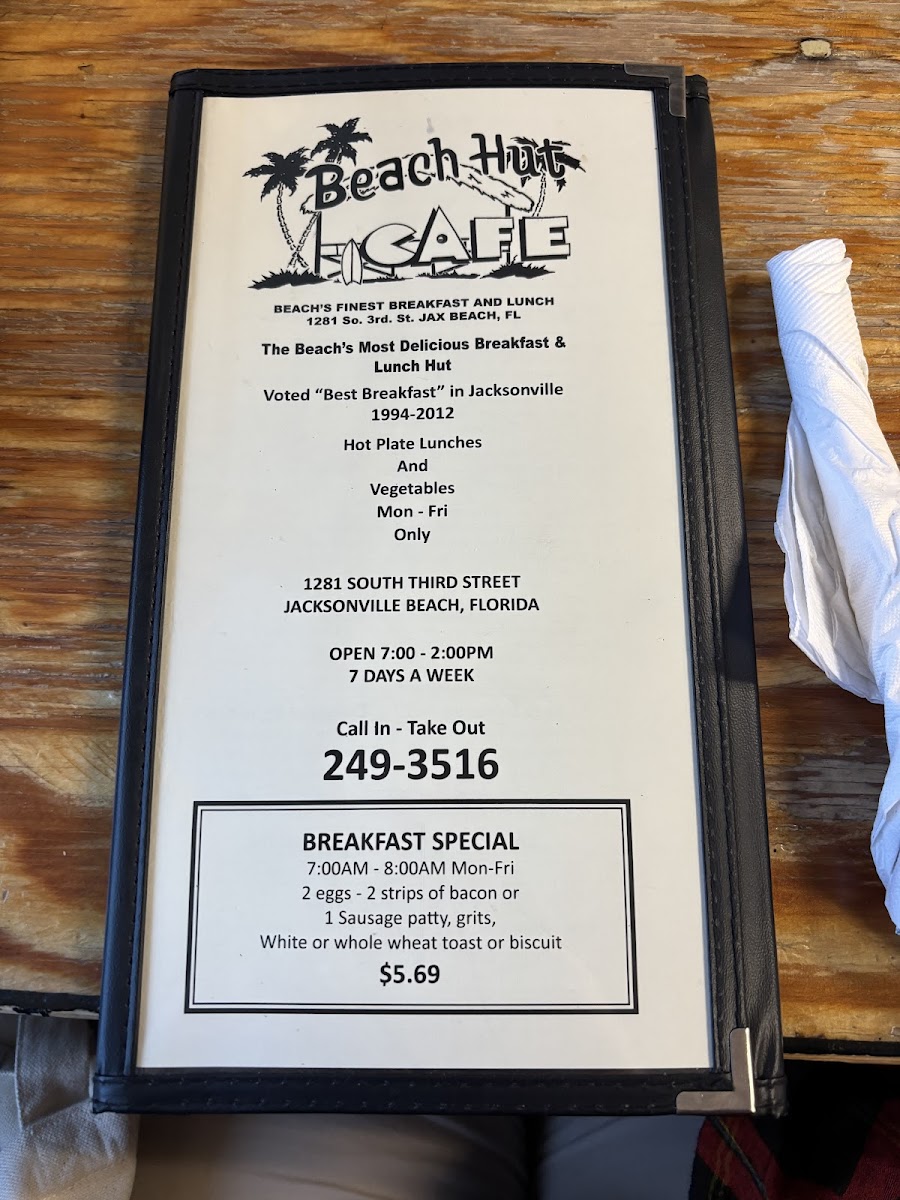 Beach Hut
CAFE
BEACH'S FINEST BREAKFAST AND LUNCH
1281 So. 3rd. St. JAX BEACH, FL
The Beach's Most Delicious Breakfast &
Lunch Hut
Voted "Best Breakfast" in Jacksonville
1994-2012
Hot Plate Lunches
And
Vegetables
Mon - Fri
Only
1281 SOUTH THIRD STREET
JACKSONVILLE BEACH, FLORIDA
OPEN 7:00 - 2:00PM
7 DAYS A WEEK
Call In - Take Out
249-3516
BREAKFAST SPECIAL
7:00AM - 8:00AM Mon-Fri
2 eggs - 2 strips of bacon or
1 Sausage patty, grits,
White or whole wheat toast or biscuit
$5.69